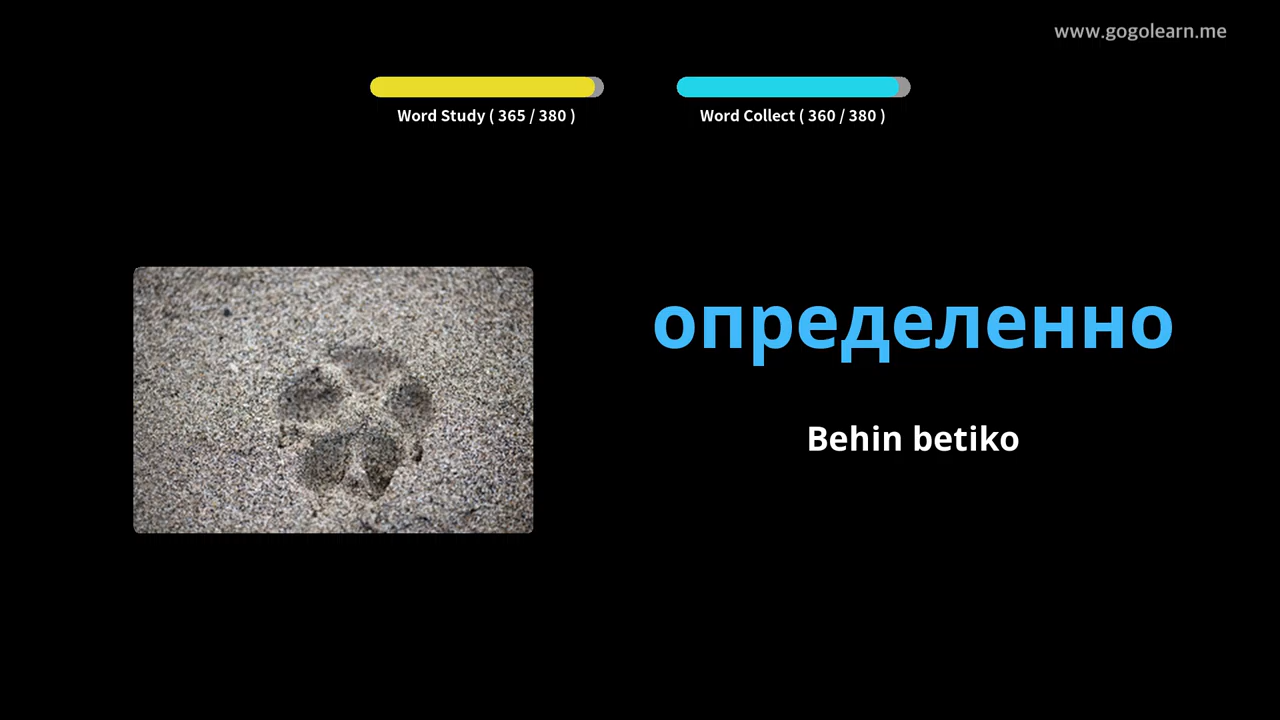 www.gogolearn.me
Word Study ( 365 / 380 )
Word Collect ( 360 / 380 )
определенно
Behin betiko